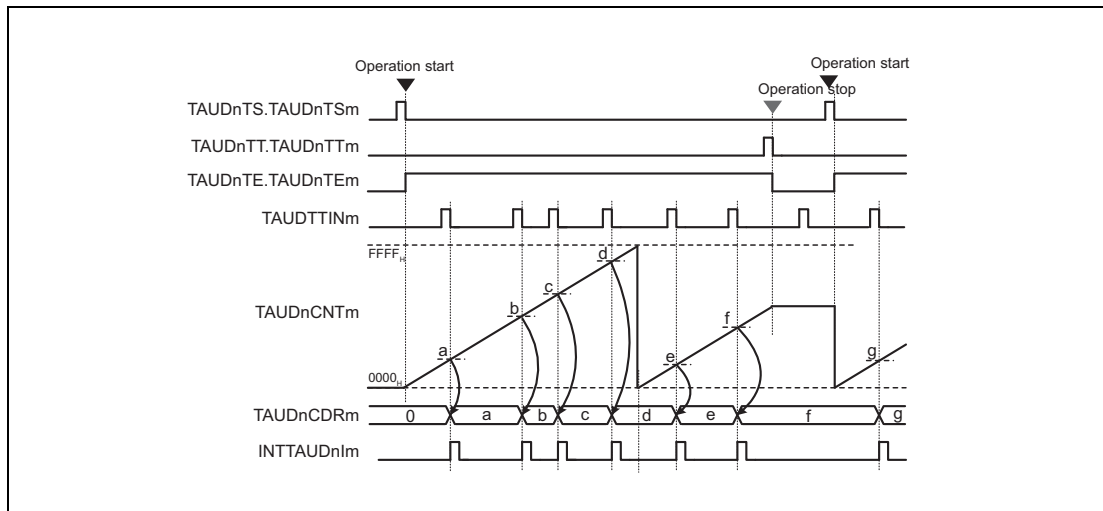 Operation start
Operation start
Operation stop
TAUDnTS.TAUDnTSm
TAUDnTT.TAUDnTTm
TAUDnTE.TAUDnTEm
TAUDTTINm
FFFFH
d
c
b
f
TAUDnCNTm
a
e
g
0000H
TAUDnCDRm 0 a b c d e f g
INTTAUDnIm